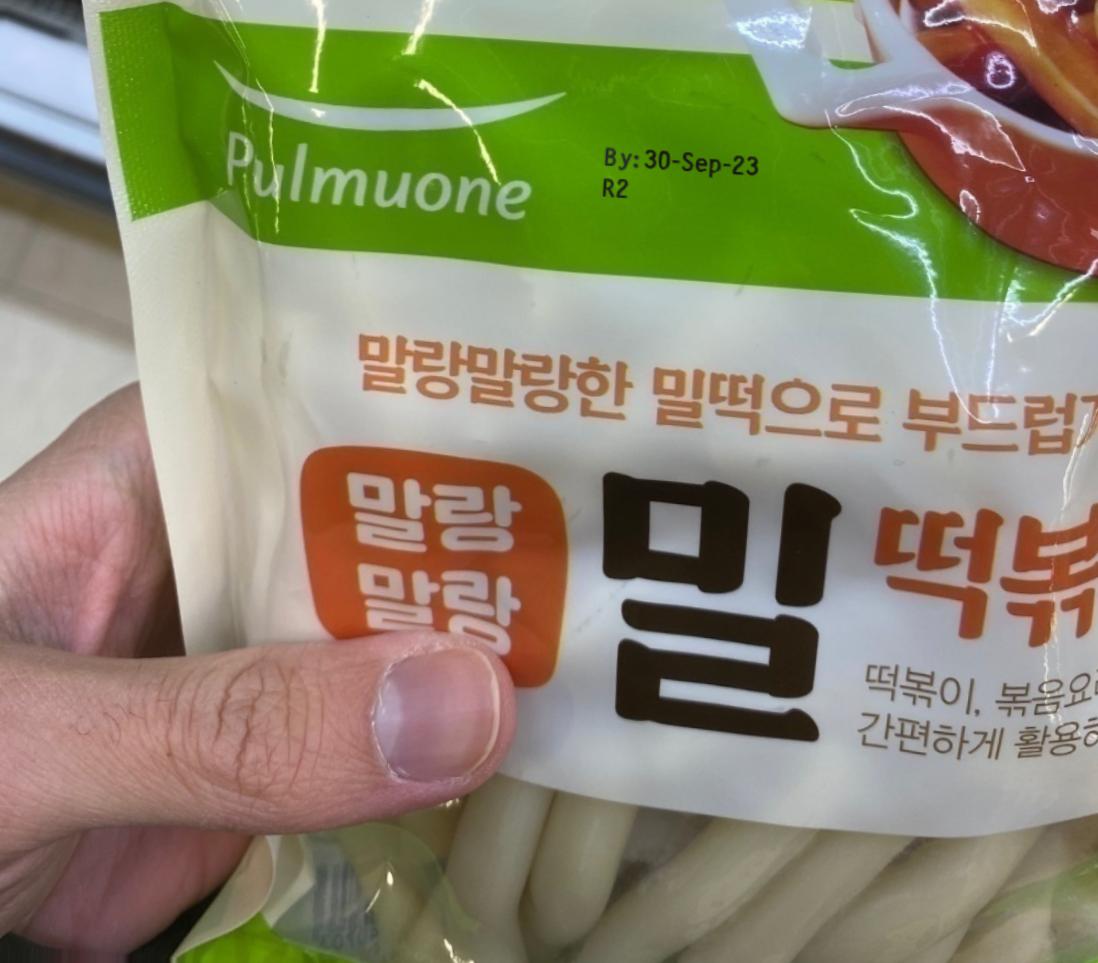 Pulmuone
By: 30-Sep-23
R2
말랑말랑한 밀떡으로 부드럽
말랑
말랑
밀
떡볶
떡볶이, 볶음요
간편하게 활용